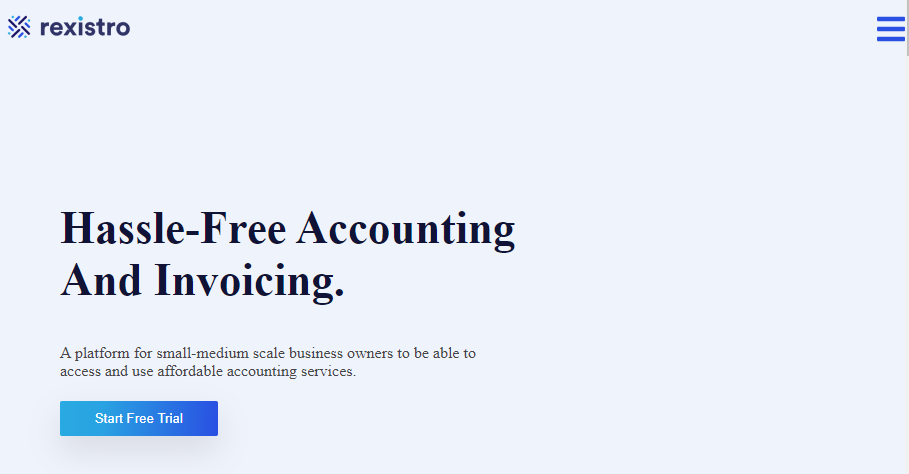 rexistro
Hassle-Free Accounting
And Invoicing.
A platform for small-medium scale business owners to be able to
access and use affordable accounting services.
Start Free Trial